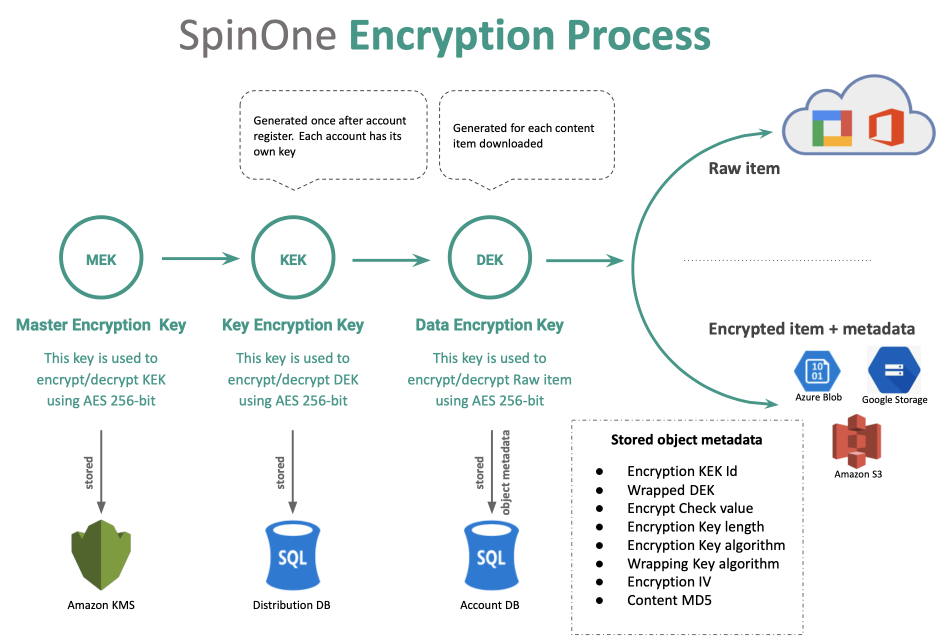 SpinOne Encryption Process
Generated once after account
register. Each account has its
own key
Generated for each content
item downloaded
Raw item
MEK
KEK
DEK
Master Encryption Key
This key is used to
encrypt/decrypt KEK
using AES 256-bit
Key Encryption Key
This key is used to
encrypt/decrypt DEK
using AES 256-bit
Data Encryption Key
This key is used to
encrypt/decrypt Raw item
using AES 256-bit
Encrypted item + metadata
10
01
Azure Blob
Google Storage
Amazon S3
stored
stored
stored
object metadata
Amazon KMS
SQL
Distribution DB
SQL
Account DB
Stored object metadata
● Encryption KEK Id
● Wrapped DEK
● Encrypt Check value
● Encryption Key length
● Encryption Key algorithm
● Wrapping Key algorithm
● Encryption IV
● Content MD5